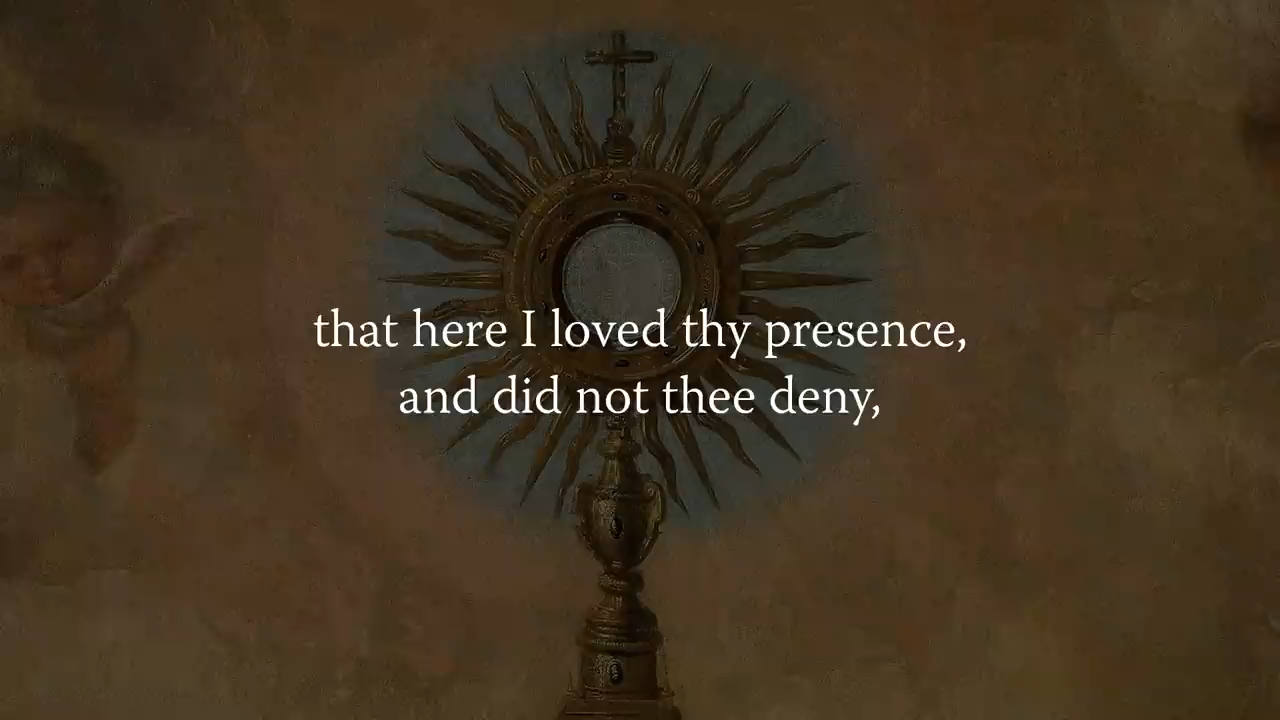 that here I loved thy presence,
and did not thee deny,